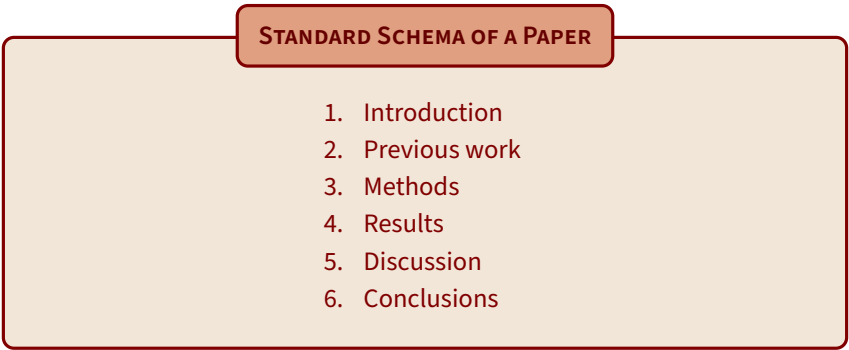 Standard Schema of a Paper
1. Introduction
2. Previous work
3. Methods
4. Results
5. Discussion
6. Conclusions